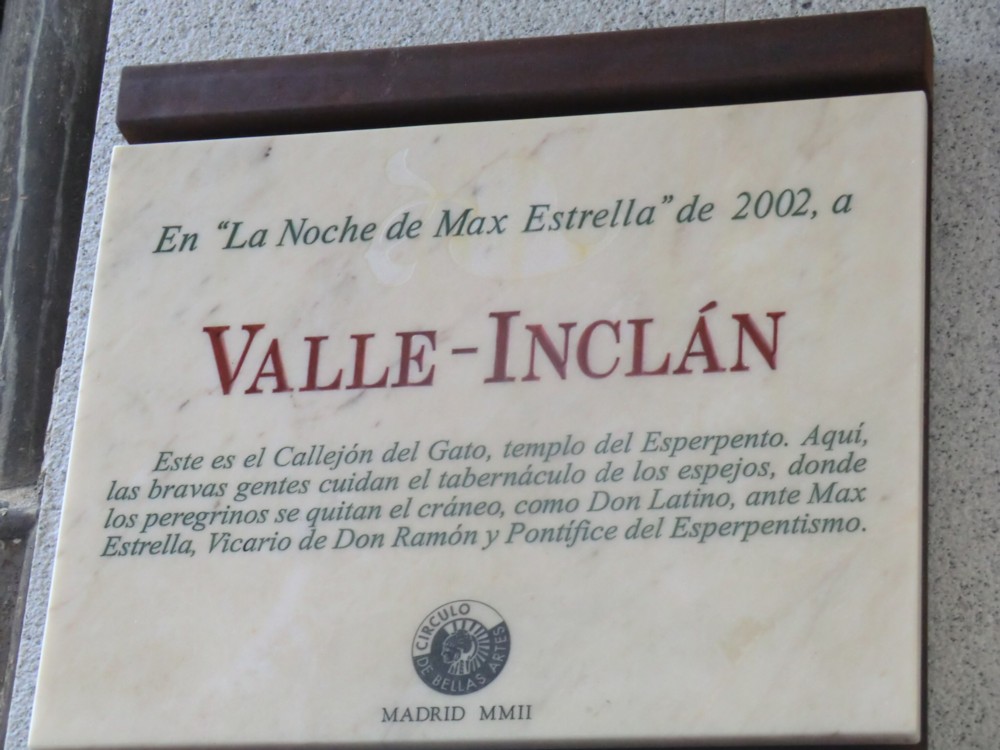 En “La Noche de Max Estrella” de 2002, a
VALLE-INCLÁN
Este es el Callejón del Gato, templo del Esperpento. Aquí,
las bravas gentes cuidan el tabernáculo de los espejos, donde
los peregrinos se quitan el cráneo, como Don Latino, ante Max
Estrella, Vicario de Don Ramón y Pontífice del Esperpentismo.
CIRCULO
DE BELLAS ARTES
MADRID MMII